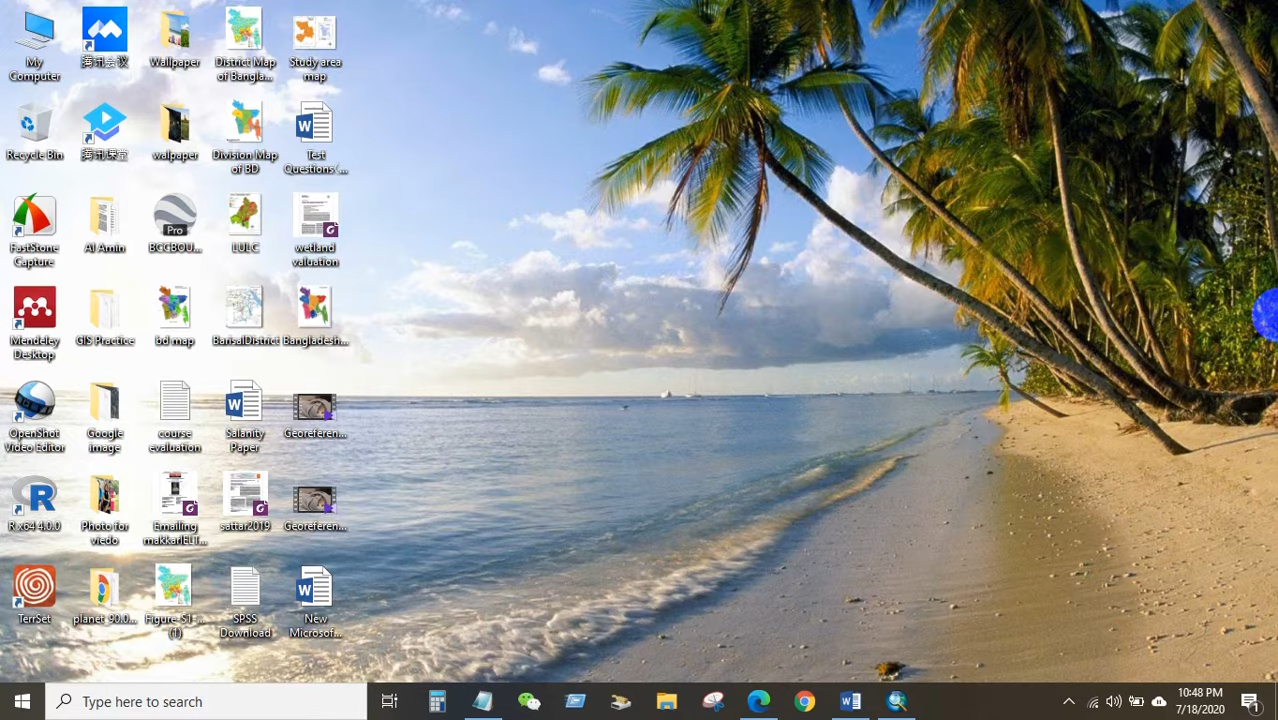 My
Computer
腾讯会议
Wallpaper
District Map
of Bangla...
Study area
map
Recycle Bin
腾讯课堂
walpaper
Division Map
of BD
Test
Questions(...
FastStone
Capture
Al Amin
Pro
BCCBOU...
LULC
wetland
valuation
Mendeley
Desktop
GIS Practice
bd map
BarisalDistrict
Bangladesh...
OpenShot
Video Editor
Google
image
course
evaluation
Salanity
Paper
Georeferen...
R x64 4.0.0
Photo for
viedo
Emailing
makkarIELT...
sattar2019
Georeferen...
TerrSet
planet_90.0...
Figure-S1-...
(1)
SPSS
Download
New
Microsof...
Type here to search
10:48 PM
7/18/2020
1